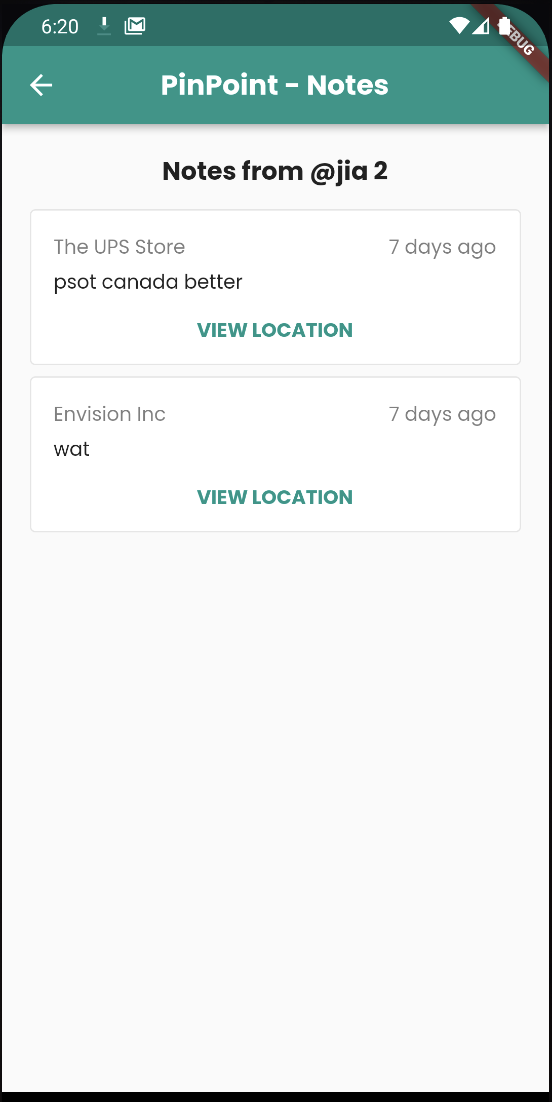 6:20
DEBUG
PinPoint - Notes
Notes from @jia 2
The UPS Store 7 days ago
psot canada better
VIEW LOCATION
Envision Inc 7 days ago
wat
VIEW LOCATION